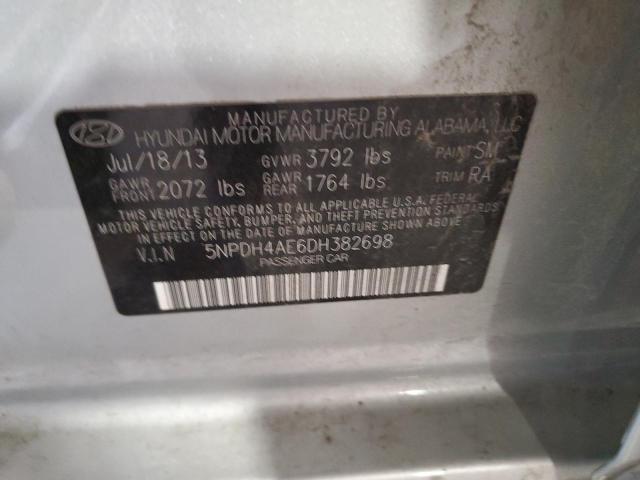 MANUFACTURED BY
HYUNDAI MOTOR MANUFACTURING ALABAMA, LLC
Jul/18/13 GVWR 3792 lbs PAINT SM
GAWR FRONT 2072 lbs GAWR REAR 1764 lbs TRIM RA
THIS VEHICLE CONFORMS TO ALL APPLICABLE U.S.A. FEDERAL
MOTOR VEHICLE SAFETY, BUMPER, AND THEFT PREVENTION STANDARDS
IN EFFECT ON THE DATE OF MANUFACTURE SHOWN ABOVE
V.I.N 5NPDH4AE6DH382698
PASSENGER CAR